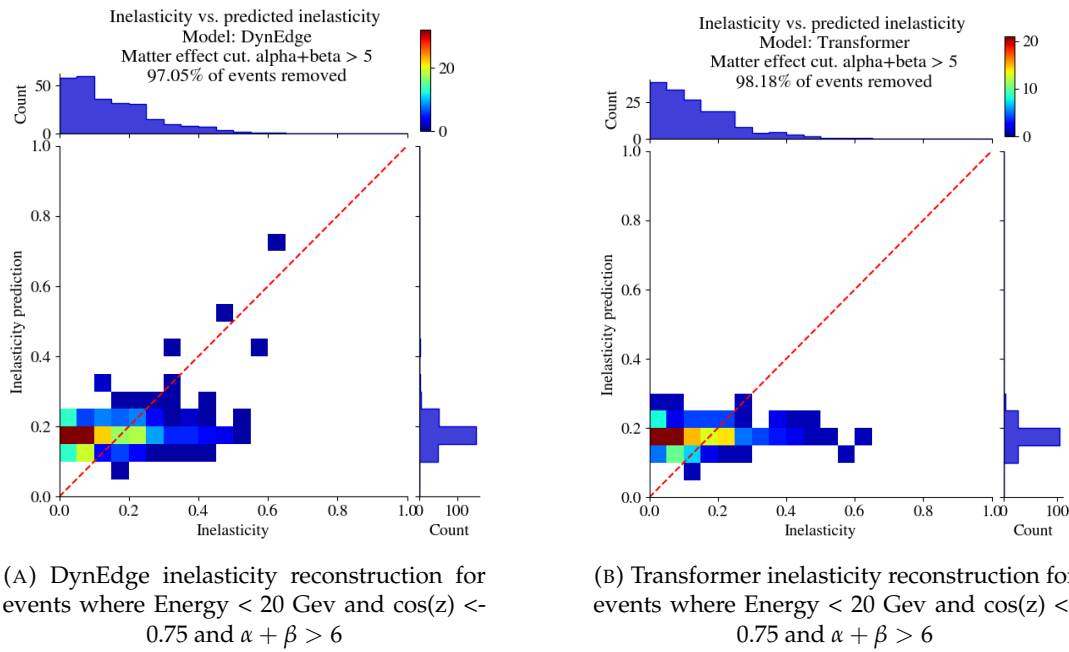 Inelasticity vs. predicted inelasticity
Model: DynEdge
Matter effect cut. alpha+beta > 5
97.05% of events removed
50
0
Count
20
0
1.0
0.8
0.6
0.4
0.2
0.0
Inelasticity prediction
0.0
0.2
0.4
0.6
0.8
1.0
Inelasticity
0
100
Count
(A) DynEdge inelasticity reconstruction for
events where Energy < 20 Gev and cos(z) <-
0.75 and α + β > 6
Inelasticity vs. predicted inelasticity
Model: Transformer
Matter effect cut. alpha+beta > 5
98.18% of events removed
25
0
Count
20
10
0
1.0
0.8
0.6
0.4
0.2
0.0
Inelasticity prediction
0.0
0.2
0.4
0.6
0.8
1.0
Inelasticity
0
100
Count
(B) Transformer inelasticity reconstruction fo
events where Energy < 20 Gev and cos(z) <
0.75 and α + β > 6